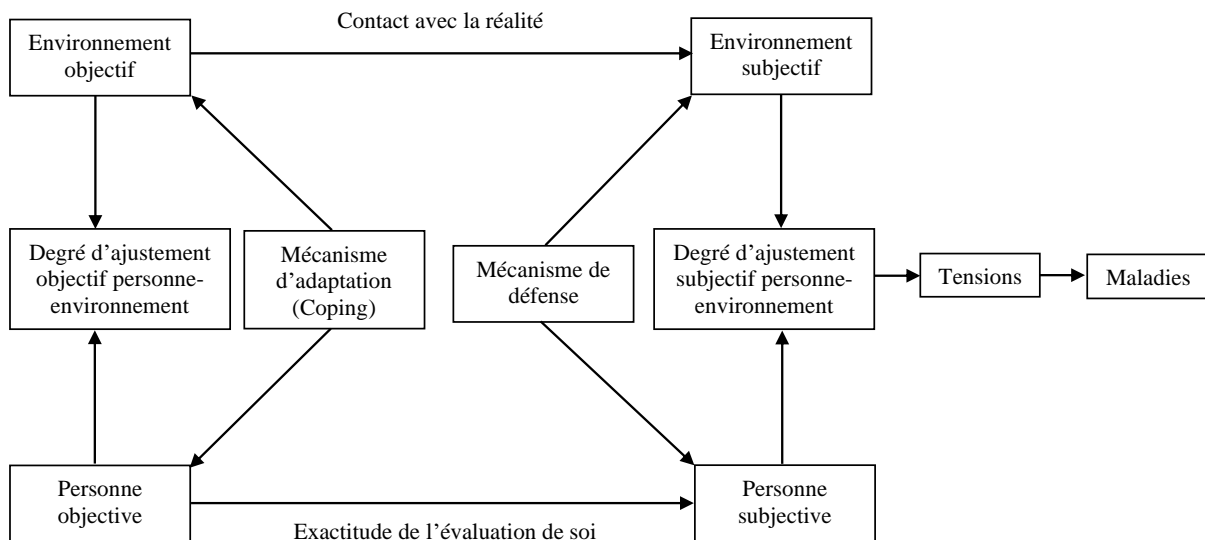 Contact avec la réalité
Environnement
objectif
Environnement
subjectif
Degré d’ajustement
objectif personne-
environnement
Mécanisme
d’adaptation
(Coping)
Mécanisme de
défense
Degré d’ajustement
subjectif personne-
environnement
Tensions
Maladies
Personne
objective
Personne
subjective
Exactitude de l’évaluation de soi